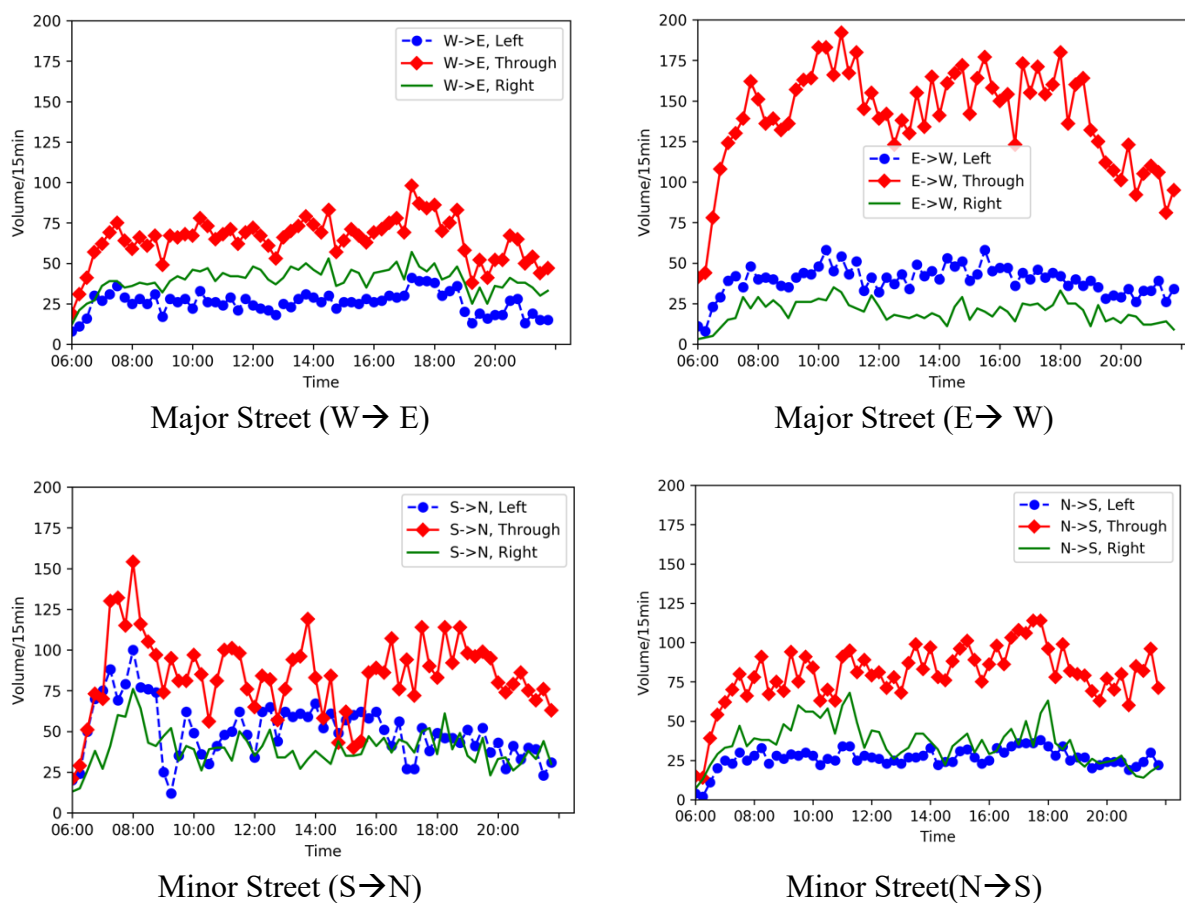 200
175
150
125
100
75
50
25
0
Volume/15min
W->E, Left
W->E, Through
W->E, Right
06:00 08:00 10:00 12:00 14:00 16:00 18:00 20:00
Time
Major Street (W→ E)
200
175
150
125
100
75
50
25
0
Volume/15min
E->W, Left
E->W, Through
E->W, Right
06:00 08:00 10:00 12:00 14:00 16:00 18:00 20:00
Time
Major Street (E→ W)
200
175
150
125
100
75
50
25
0
Volume/15min
S->N, Left
S->N, Through
S->N, Right
06:00 08:00 10:00 12:00 14:00 16:00 18:00 20:00
Time
Minor Street (S→N)
200
175
150
125
100
75
50
25
0
Volume/15min
N->S, Left
N->S, Through
N->S, Right
06:00 08:00 10:00 12:00 14:00 16:00 18:00 20:00
Time
Minor Street(N→S)